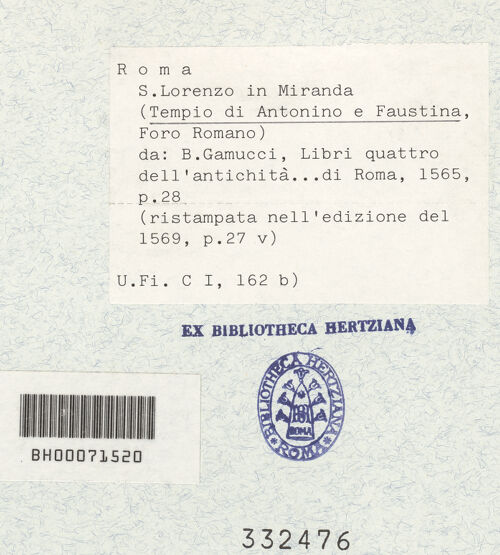 R o m a
S.Lorenzo in Miranda
(Tempio di Antonino e Faustina,
Foro Romano)
da: B.Gamucci, Libri quattro
dell'antichità...di Roma, 1565,
p.28
(ristampata nell'edizione del
1569, p.27 v)
U.Fi. C I, 162 b)
EX BIBLIOTHECA HERTZIANA
BIBLIOTHECA HERTZIANA
ROMA
* ROMA *
BH00071520
332476